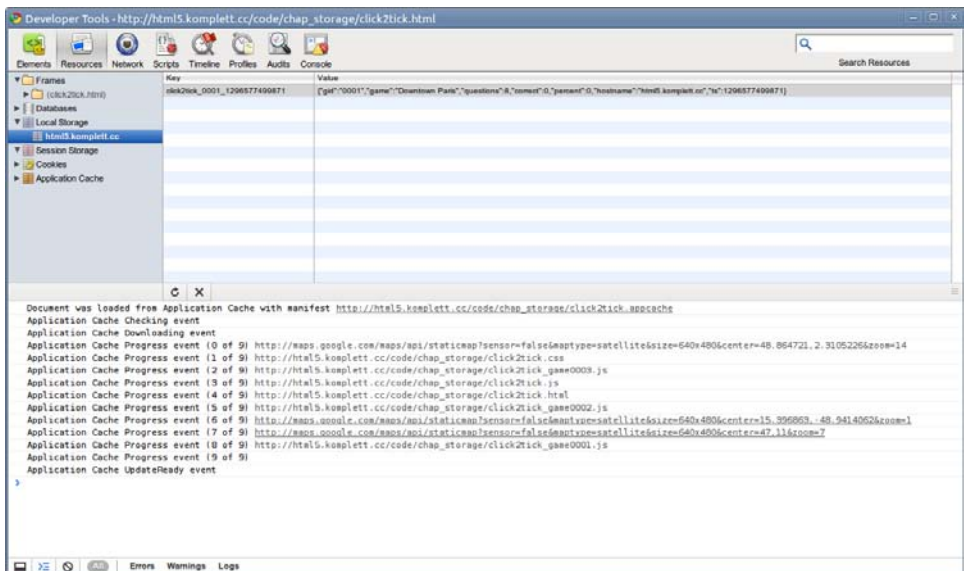 Developer Tools - http://html5.komplett.cc/code/chap_storage/click2tick.html
Elements Resources Network Scripts Timeline Profiles Audits Console
Search Resources
Frames
(click2tick.html)
Databases
Local Storage
html5.komplett.cc
Session Storage
Cookies
Application Cache
Key Value
click2tick_0001_1296577499871 {"gid":"0001","game":"Downtown Paris","questions":8,"correct":0,"percent":0,"hostname":"html5.komplett.cc","ts":1296577499871}
Document was loaded from Application Cache with manifest http://html5.komplett.cc/code/chap_storage/click2tick.appcache
Application Cache Checking event
Application Cache Downloading event
Application Cache Progress event (0 of 9) http://maps.google.com/maps/api/staticmap?sensor=false&maptype=satellite&size=640x480&center=48.864721,2.3105226&zoom=14
Application Cache Progress event (1 of 9) http://html5.komplett.cc/code/chap_storage/click2tick.css
Application Cache Progress event (2 of 9) http://html5.komplett.cc/code/chap_storage/click2tick_game0003.js
Application Cache Progress event (3 of 9) http://html5.komplett.cc/code/chap_storage/click2tick.js
Application Cache Progress event (4 of 9) http://html5.komplett.cc/code/chap_storage/click2tick.html
Application Cache Progress event (5 of 9) http://html5.komplett.cc/code/chap_storage/click2tick_game0002.js
Application Cache Progress event (6 of 9) http://maps.google.com/maps/api/staticmap?sensor=false&maptype=satellite&size=640x480&center=15.396863,-48.9414062&zoom=1
Application Cache Progress event (7 of 9) http://maps.google.com/maps/api/staticmap?sensor=false&maptype=satellite&size=640x480&center=47,11&zoom=7
Application Cache Progress event (8 of 9) http://html5.komplett.cc/code/chap_storage/click2tick_game0001.js
Application Cache Progress event (9 of 9)
Application Cache UpdateReady event
All Errors Warnings Logs